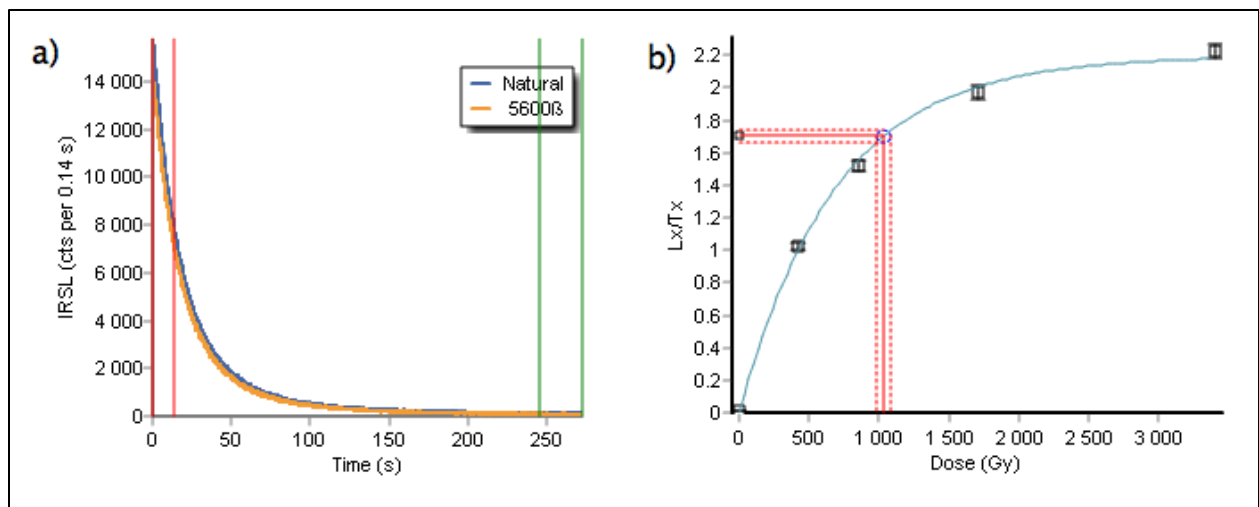 a)
Natural
5600ß
IRSL (cts per 0.14 s)
14 000
12 000
10 000
8 000
6 000
4 000
2 000
0
0 50 100 150 200 250
Time (s)
b)
Lx/Tx
2.2
2
1.8
1.6
1.4
1.2
1
0.8
0.6
0.4
0.2
0
0 500 1 000 1 500 2 000 2 500 3 000
Dose (Gy)